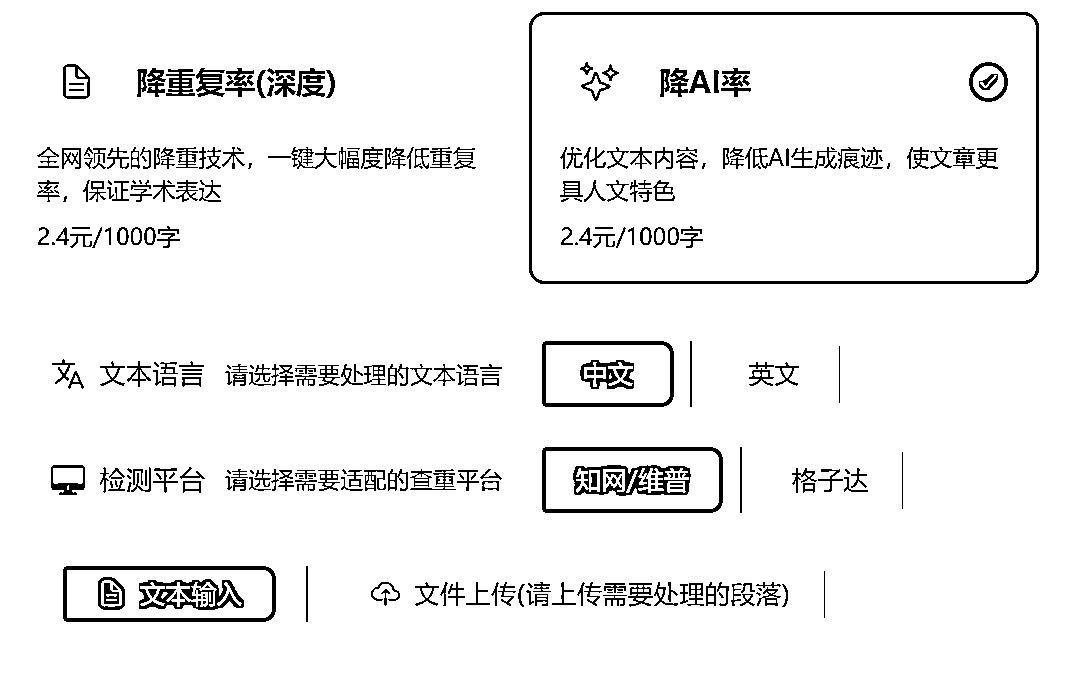 降重复率(深度)
全网领先的降重技术，一键大幅度降低重复
率，保证学术表达
2.4元/1000字
降AI率
优化文本内容，降低AI生成痕迹，使文章更
具人文特色
2.4元/1000字
文本语言 请选择需要处理的文本语言 中文 英文
检测平台 请选择需要适配的查重平台 知网/维普 格子达
文本输入 文件上传(请上传需要处理的段落)